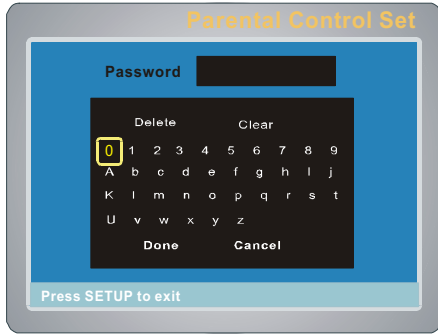 Parental Control Set
Password
Delete Clear
0 1 2 3 4 5 6 7 8 9
A b c d e f g h I j
K l m n o p q r s t
U v w x y z
Done Cancel
Press SETUP to exit